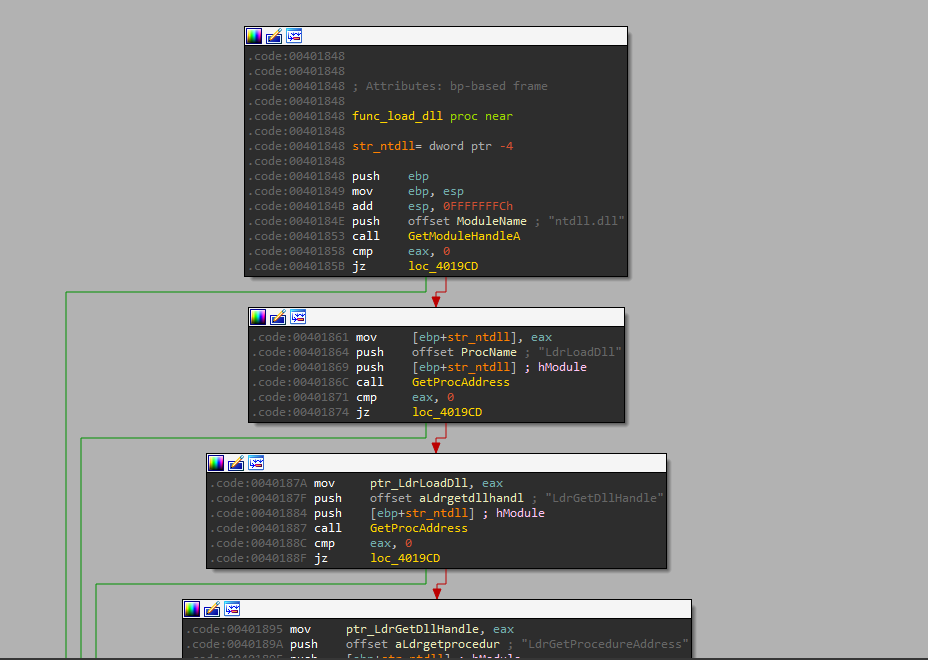 .code:00401848
.code:00401848
.code:00401848 ; Attributes: bp-based frame
.code:00401848
.code:00401848 func_load_dll proc near
.code:00401848
.code:00401848 str_ntdll= dword ptr -4
.code:00401848
.code:00401848 push ebp
.code:00401849 mov ebp, esp
.code:0040184B add esp, 0FFFFFFFCh
.code:0040184E push offset ModuleName ; "ntdll.dll"
.code:00401853 call GetModuleHandleA
.code:00401858 cmp eax, 0
.code:0040185B jz loc_4019CD
.code:00401861 mov [ebp+str_ntdll], eax
.code:00401864 push offset ProcName ; "LdrLoadDll"
.code:00401869 push [ebp+str_ntdll] ; hModule
.code:0040186C call GetProcAddress
.code:00401871 cmp eax, 0
.code:00401874 jz loc_4019CD
.code:0040187A mov ptr_LdrLoadDll, eax
.code:0040187F push offset aLdrgetdllhandl ; "LdrGetDllHandle"
.code:00401884 push [ebp+str_ntdll] ; hModule
.code:00401887 call GetProcAddress
.code:0040188C cmp eax, 0
.code:0040188F jz loc_4019CD
.code:00401895 mov ptr_LdrGetDllHandle, eax
.code:0040189A push offset aLdrgetprocedur ; "LdrGetProcedureAddress"
.code:0040189F push [ebp+str_ntdll] ; hModule